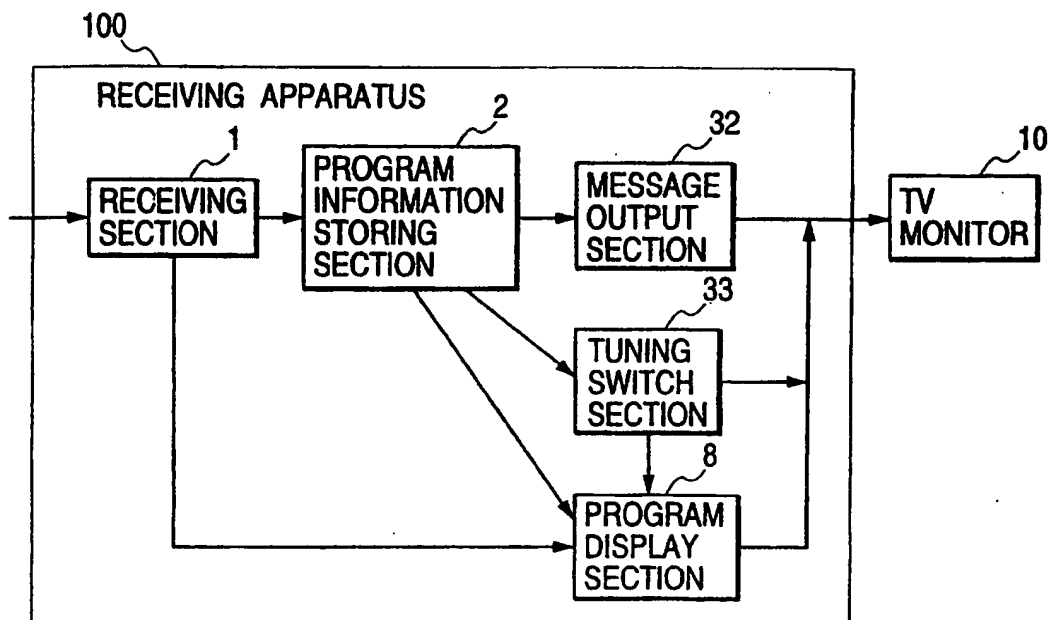 100
RECEIVING APPARATUS
1
RECEIVING
SECTION
2
PROGRAM
INFORMATION
STORING
SECTION
32
MESSAGE
OUTPUT
SECTION
10
TV
MONITOR
33
TUNING
SWITCH
SECTION
8
PROGRAM
DISPLAY
SECTION